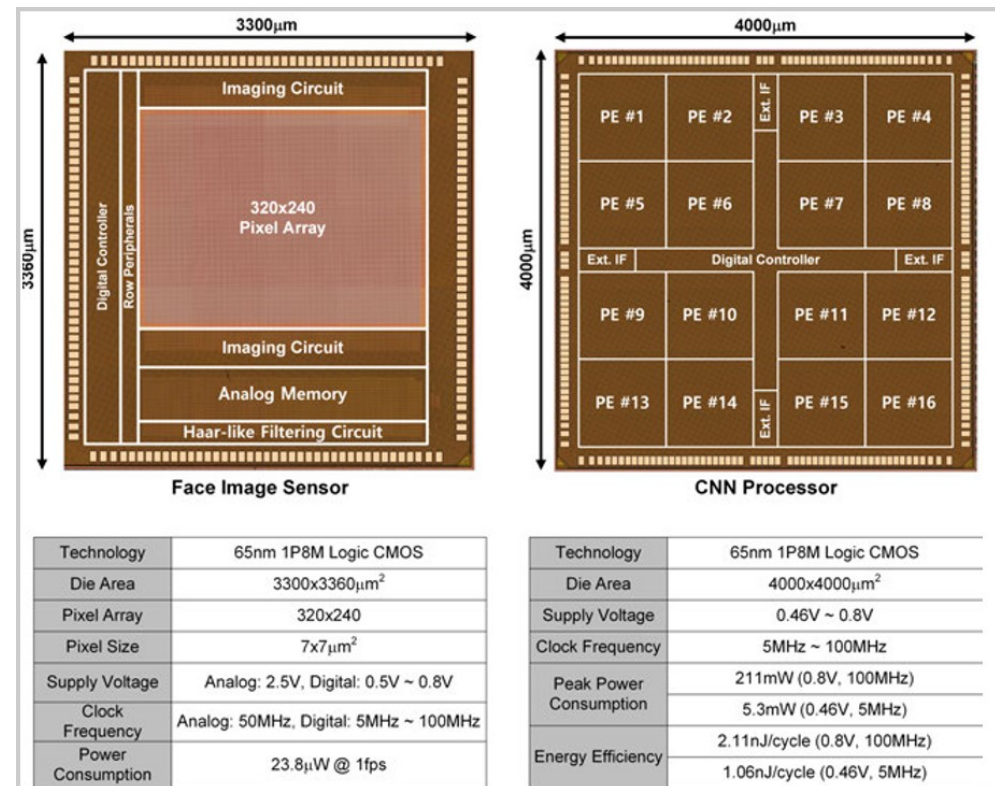 3300μm
4000μm
3360μm
4000μm
Imaging Circuit
320x240
Pixel Array
Digital Controller
Row Peripherals
Imaging Circuit
Analog Memory
Haar-like Filtering Circuit
Face Image Sensor
PE #1 PE #2 Ext. IF PE #3 PE #4
PE #5 PE #6 PE #7 PE #8
Ext. IF Digital Controller Ext. IF
PE #9 PE #10 PE #11 PE #12
PE #13 PE #14 Ext. IF PE #15 PE #16
CNN Processor
Technology 65nm 1P8M Logic CMOS
Die Area 3300x3360μm²
Pixel Array 320x240
Pixel Size 7x7μm²
Supply Voltage Analog: 2.5V, Digital: 0.5V ~ 0.8V
Clock
Frequency Analog: 50MHz, Digital: 5MHz ~ 100MHz
Power
Consumption 23.8μW @ 1fps
Technology 65nm 1P8M Logic CMOS
Die Area 4000x4000μm²
Supply Voltage 0.46V ~ 0.8V
Clock Frequency 5MHz ~ 100MHz
Peak Power
Consumption
211mW (0.8V, 100MHz)
5.3mW (0.46V, 5MHz)
Energy Efficiency
2.11nJ/cycle (0.8V, 100MHz)
1.06nJ/cycle (0.46V, 5MHz)